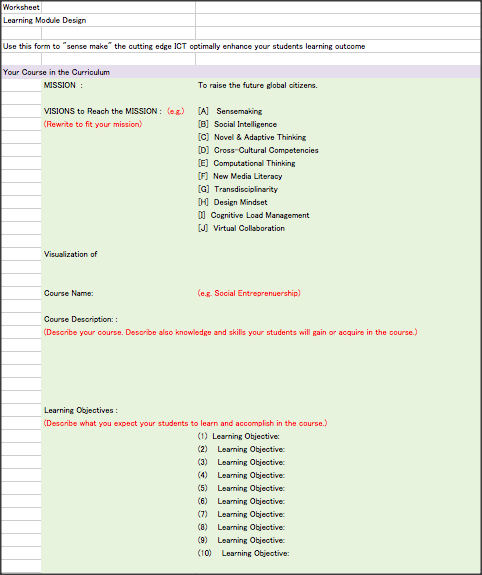 Worksheet
Learning Module Design
Use this form to "sense make" the cutting edge ICT optimally enhance your students learning outcome
Your Course in the Curriculum
MISSION : To raise the future global citizens.
VISIONS to Reach the MISSION : (e.g.) [A] Sensemaking
(Rewrite to fit your mission) [B] Social Intelligence
[C] Novel & Adaptive Thinking
[D] Cross-Cultural Competencies
[E] Computational Thinking
[F] New Media Literacy
[G] Transdisciplinarity
[H] Design Mindset
[I] Cognitive Load Management
[J] Virtual Collaboration
Visualization of
Course Name: (e.g. Social Entreprenuership)
Course Description: :
(Describe your course. Describe also knowledge and skills your students will gain or acquire in the course.)
Learning Objectives :
(Describe what you expect your students to learn and accomplish in the course.)
(1) Learning Objective:
(2) Learning Objective:
(3) Learning Objective:
(4) Learning Objective:
(5) Learning Objective:
(6) Learning Objective:
(7) Learning Objective:
(8) Learning Objective:
(9) Learning Objective:
(10) Learning Objective: